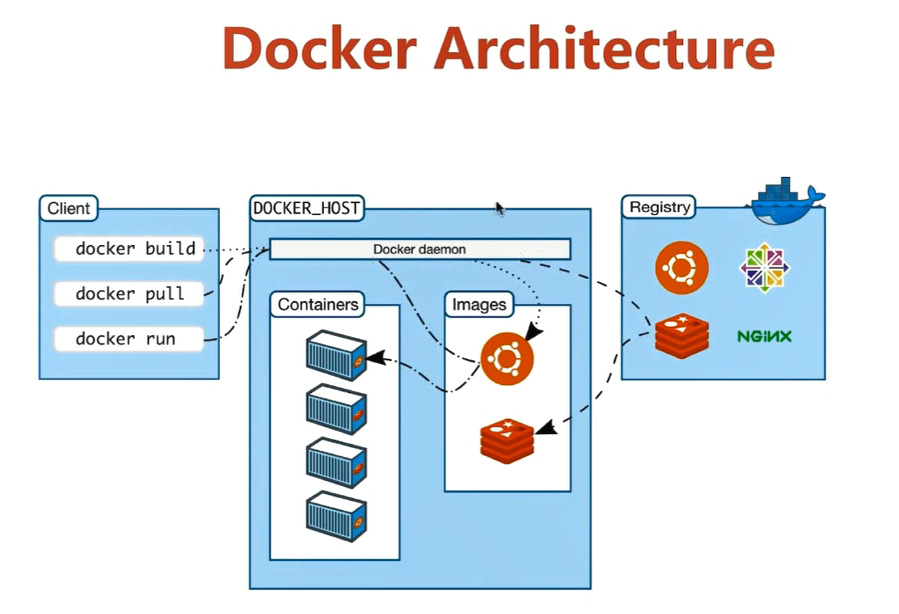 Docker Architecture
Client
DOCKER_HOST
Registry
docker build
Docker daemon
docker pull
Containers
Images
docker run
NGiNX